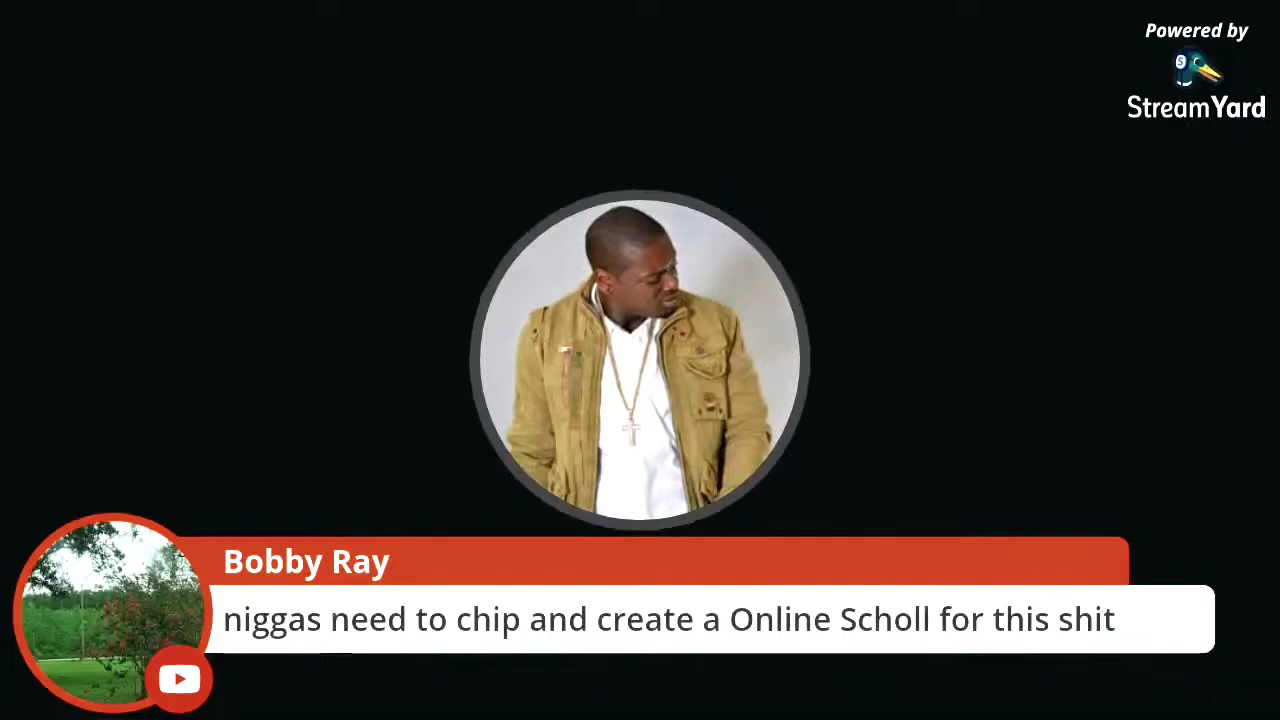 Powered by
StreamYard
Bobby Ray
niggas need to chip and create a Online Scholl for this shit